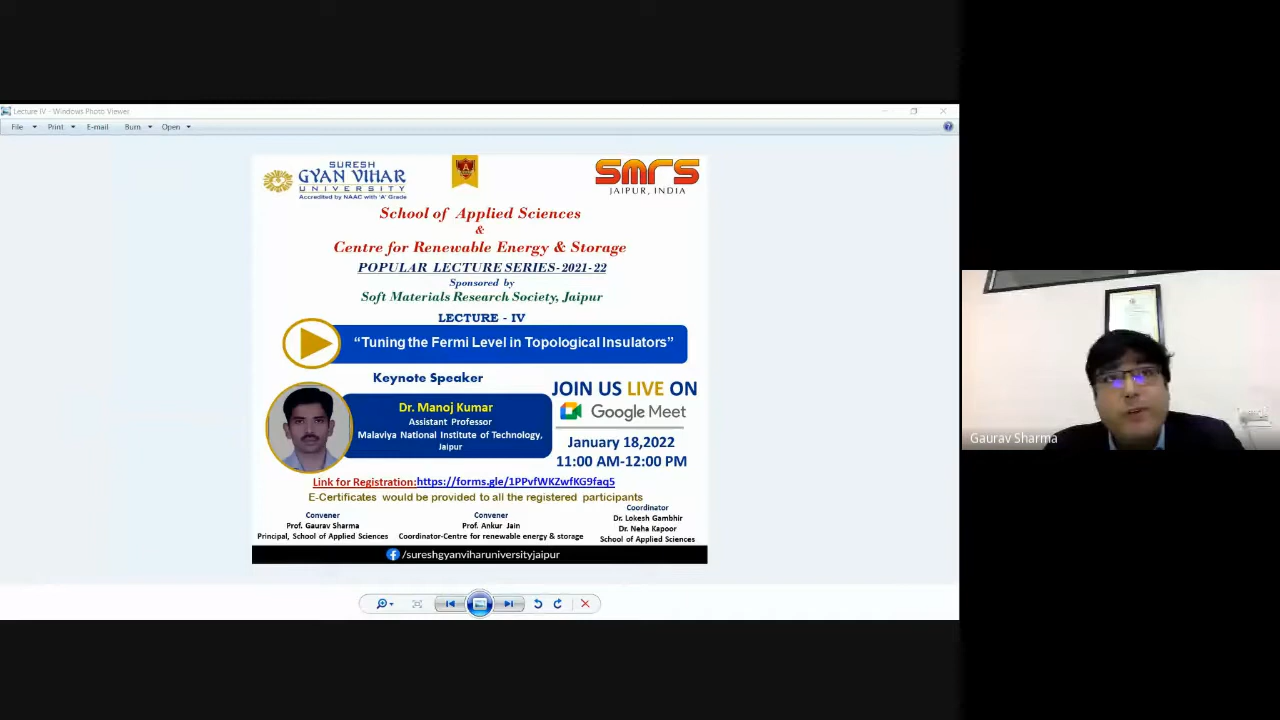 Lecture IV - Windows Photo Viewer
File Print E-mail Burn Open
SURESH
GYAN VIHAR
UNIVERSITY
Accredited by NAAC with 'A' Grade
SMRS
JAIPUR, INDIA
School of Applied Sciences
&
Centre for Renewable Energy & Storage
POPULAR LECTURE SERIES-2021-22
Sponsored by
Soft Materials Research Society, Jaipur
LECTURE - IV
“Tuning the Fermi Level in Topological Insulators”
Keynote Speaker
Dr. Manoj Kumar
Assistant Professor
Malaviya National Institute of Technology,
Jaipur
JOIN US LIVE ON
Google Meet
January 18,2022
11:00 AM-12:00 PM
Link for Registration:https://forms.gle/1PPvfWKZwfKG9faq5
E-Certificates would be provided to all the registered participants
Convener
Prof. Gaurav Sharma
Principal, School of Applied Sciences
Convener
Prof. Ankur Jain
Coordinator-Centre for renewable energy & storage
Coordinator
Dr. Lokesh Gambhir
Dr. Neha Kapoor
School of Applied Sciences
/sureshgyanviharuniversityjaipur
Gaurav Sharma